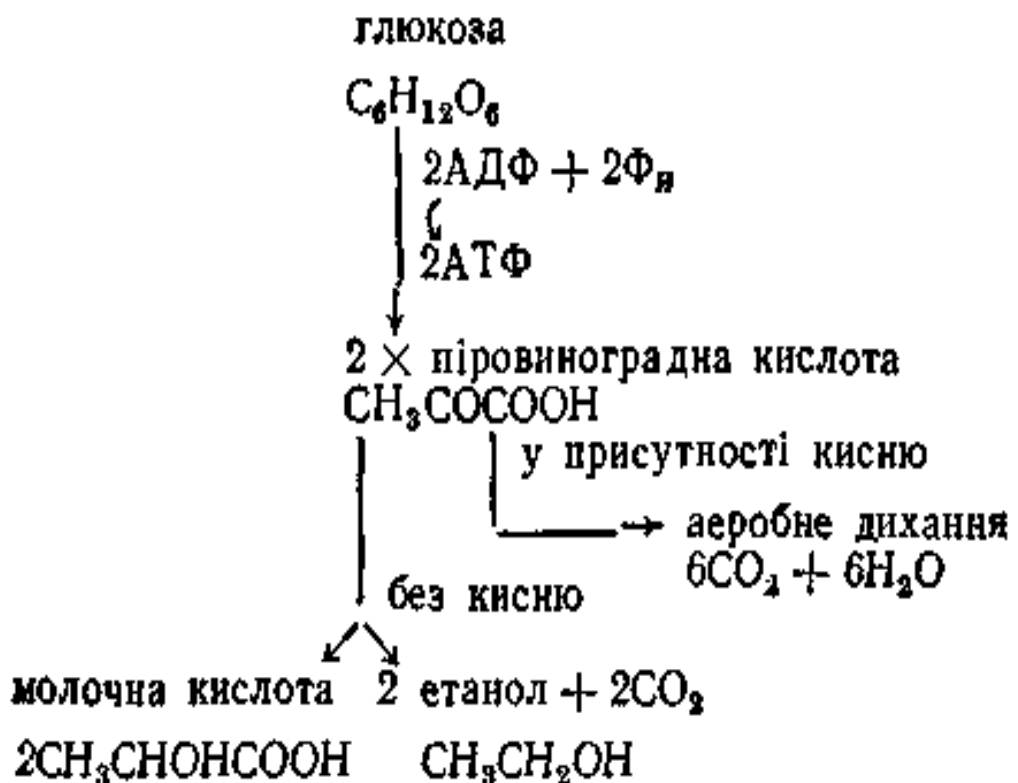 глюкоза
C₆H₁₂O₆
2АДФ + 2Фн
2АТФ
2 × піровиноградна кислота
CH₃COCOOH
у присутності кисню
аеробне дихання
6CO₂ + 6H₂O
без кисню
молочна кислота 2 етанол + 2CO₂
2CH₃CHOHCOOH CH₃CH₂OH